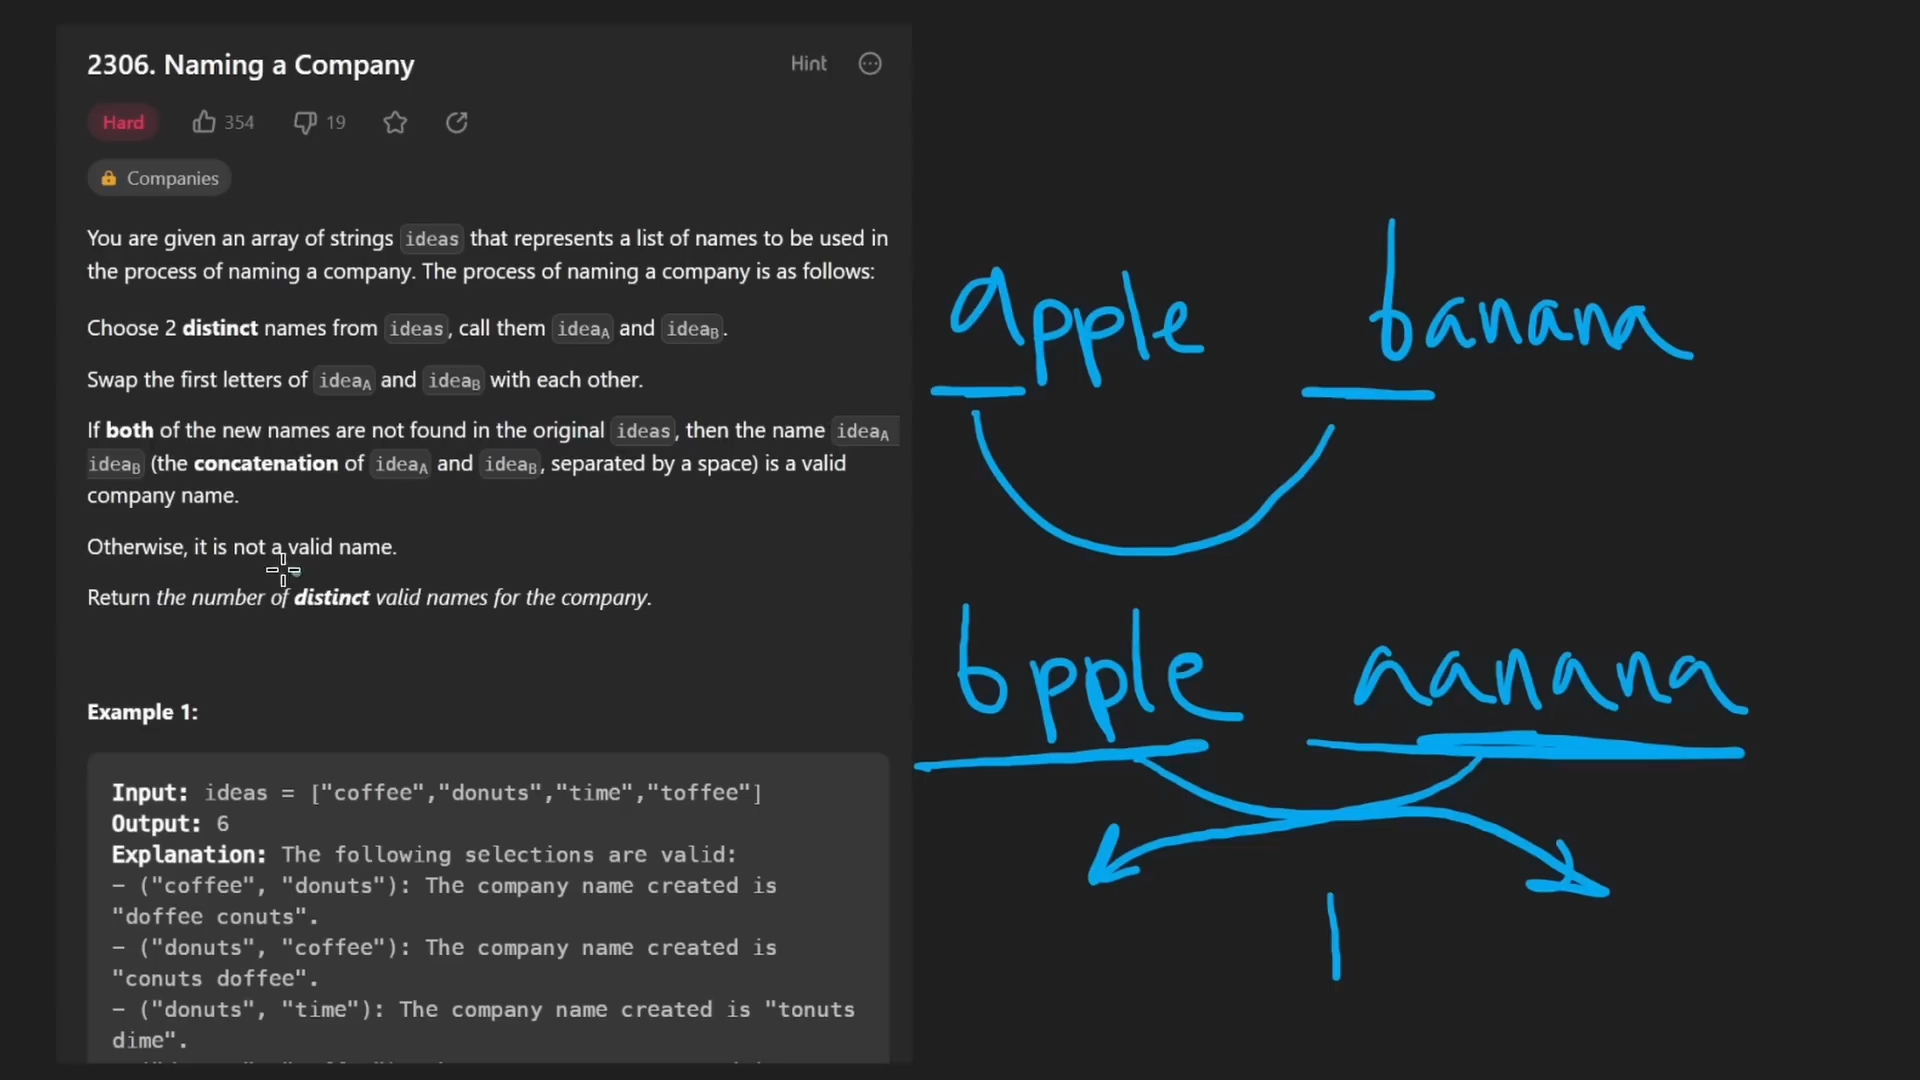 2306. Naming a Company
Hint
Hard 354 19
Companies
You are given an array of strings ideas that represents a list of names to be used in
the process of naming a company. The process of naming a company is as follows:
Choose 2 distinct names from ideas, call them ideaA and ideaB.
Swap the first letters of ideaA and ideaB with each other.
If both of the new names are not found in the original ideas, then the name ideaA
ideaB (the concatenation of ideaA and ideaB, separated by a space) is a valid
company name.
Otherwise, it is not a valid name.
Return the number of distinct valid names for the company.
Example 1:
Input: ideas = ["coffee","donuts","time","toffee"]
Output: 6
Explanation: The following selections are valid:
- ("coffee", "donuts"): The company name created is
"doffee conuts".
- ("donuts", "coffee"): The company name created is
"conuts doffee".
- ("donuts", "time"): The company name created is "tonuts
dime".
apple banana
bpple aanana
1